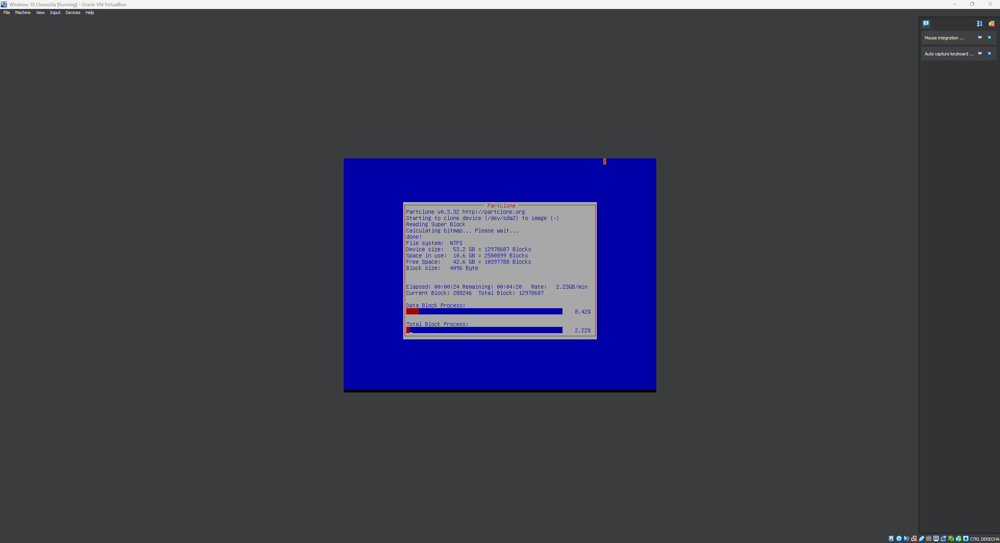 Windows 10 Clonezilla [Running] - Oracle VM VirtualBox
File Machine View Input Devices Help
Mouse integration ...
Auto capture keyboard ...
Partclone
Partclone v0.3.32 http://partclone.org
Starting to clone device (/dev/sda2) to image (-)
Reading Super Block
Calculating bitmap... Please wait...
done!
File system: NTFS
Device size: 53.2 GB = 12978687 Blocks
Space in use: 10.6 GB = 2580899 Blocks
Free Space: 42.6 GB = 10397788 Blocks
Block size: 4096 Byte
Elapsed: 00:00:24 Remaining: 00:04:20 Rate: 2.23GB/min
Current Block: 288246 Total Block: 12978687
Data Block Process:
8.42%
Total Block Process:
2.22%
CTRL DERECHA